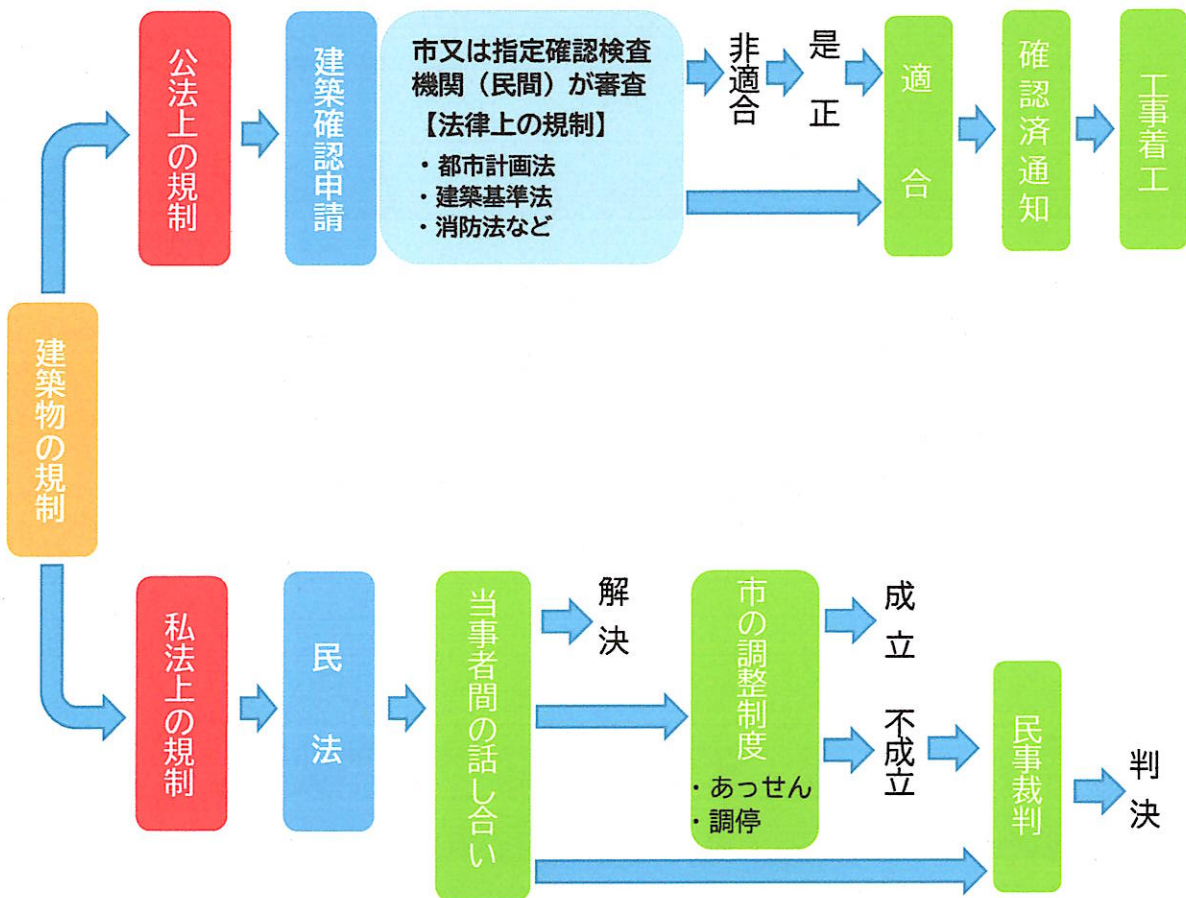 建築物の規制
公法上の規制
建築確認申請
市又は指定確認検査
機関（民間）が審査
【法律上の規制】
・都市計画法
・建築基準法
・消防法など
非適合
是正
適合
確認済通知
工事着工
私法上の規制
民法
当事者間の話し合い
解決
市の調整制度
・あっせん
・調停
成立
不成立
民事裁判
判決